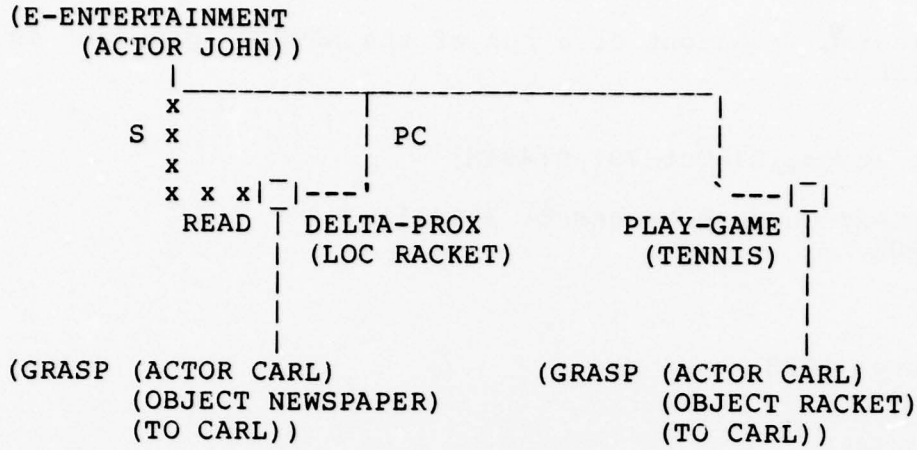 (E-ENTERTAINMENT
(ACTOR JOHN))
x
S x PC
x
x x x
READ DELTA-PROX PLAY-GAME
(LOC RACKET) (TENNIS)
(GRASP (ACTOR CARL) (GRASP (ACTOR CARL)
(OBJECT NEWSPAPER) (OBJECT RACKET)
(TO CARL)) (TO CARL))